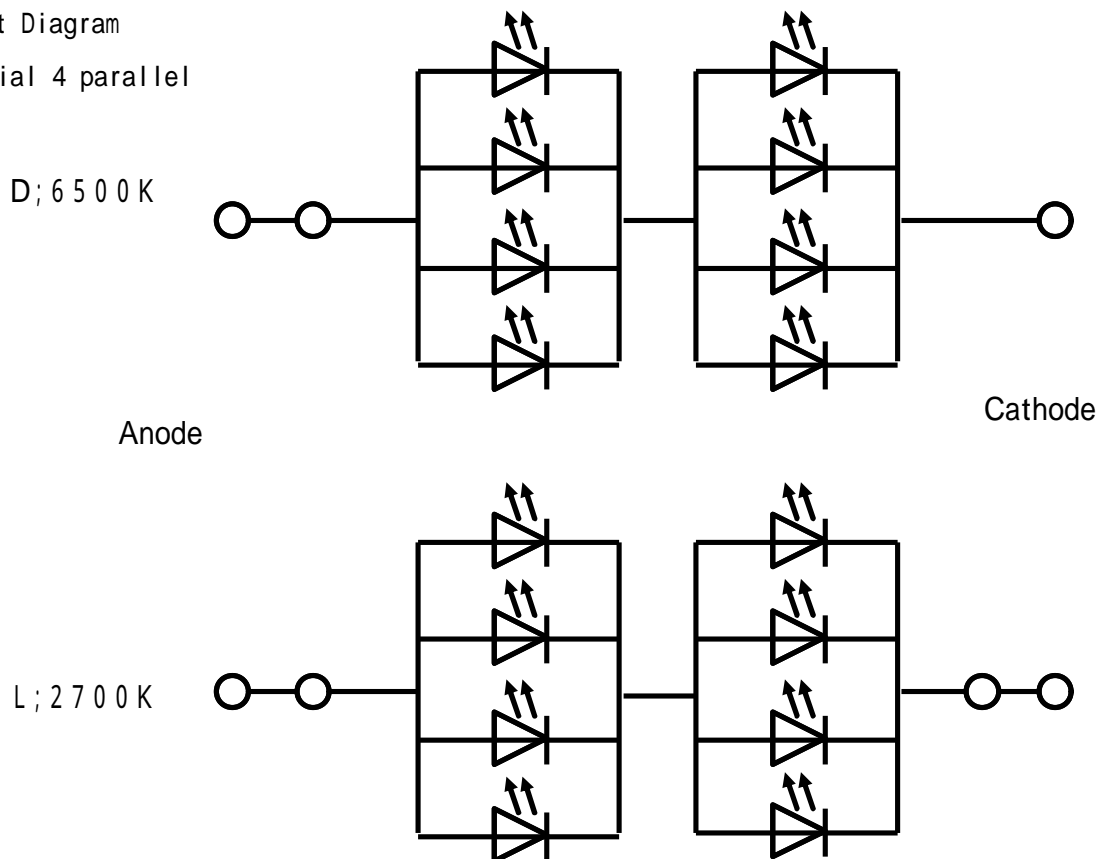 t Diagram
ial 4 parallel
D;6500K
Cathode
Anode
L;2700K